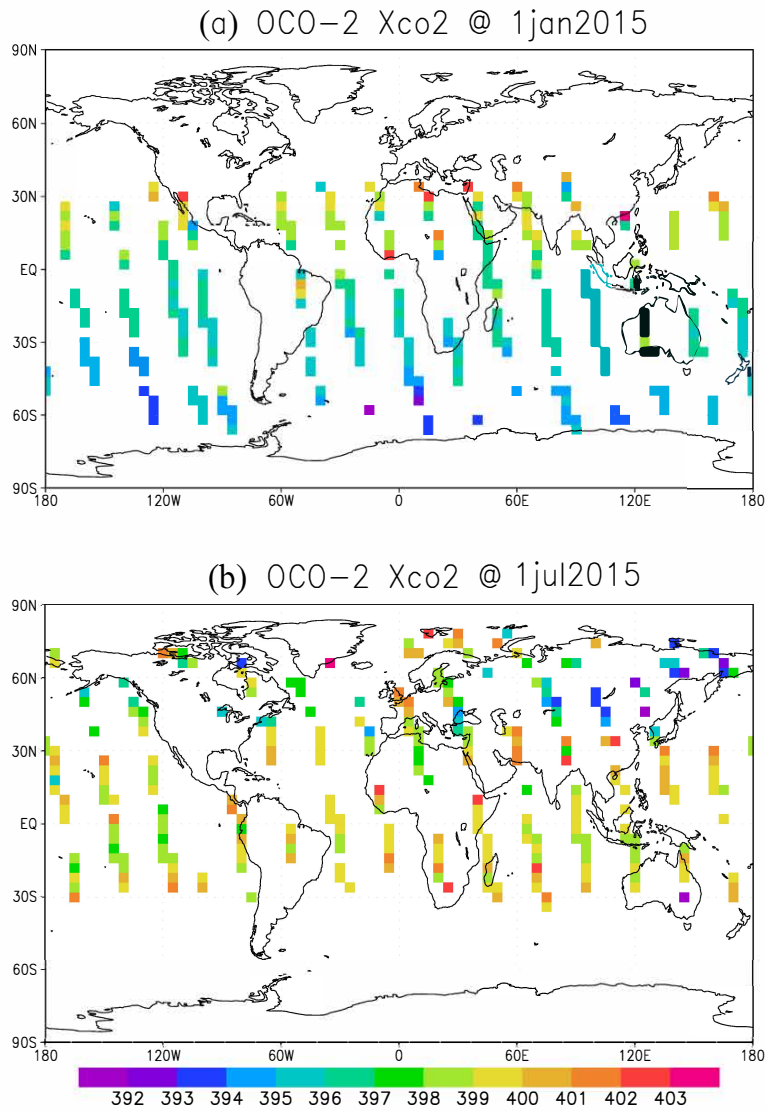 (a) OCO-2 Xco2 @ 1jan2015
90N
60N
30N
EQ
30S
60S
90S
180 120W 60W 0 60E 120E 180
(b) OCO-2 Xco2 @ 1jul2015
90N
60N
30N
EQ
30S
60S
90S
180 120W 60W 0 60E 120E 180
392 393 394 395 396 397 398 399 400 401 402 403